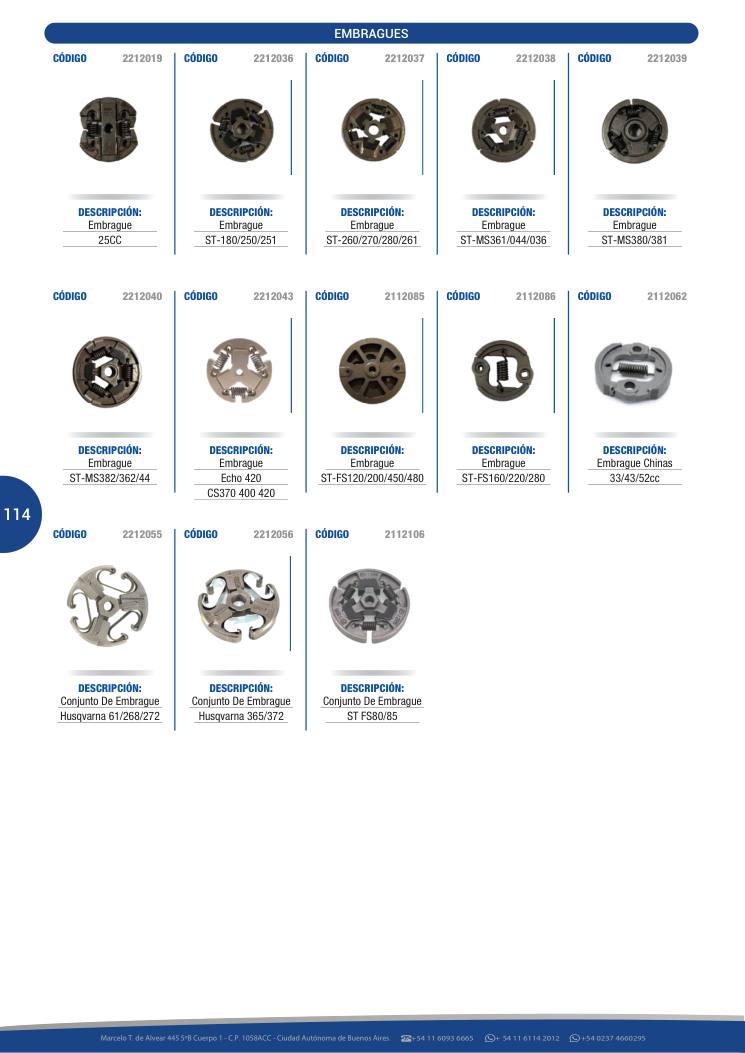 EMBRAGUES
CÓDIGO 2212019
DESCRIPCIÓN:
Embrague
25CC
CÓDIGO 2212036
DESCRIPCIÓN:
Embrague
ST-180/250/251
CÓDIGO 2212037
DESCRIPCIÓN:
Embrague
ST-260/270/280/261
CÓDIGO 2212038
DESCRIPCIÓN:
Embrague
ST-MS361/044/036
CÓDIGO 2212039
DESCRIPCIÓN:
Embrague
ST-MS380/381
CÓDIGO 2212040
DESCRIPCIÓN:
Embrague
ST-MS382/362/44
CÓDIGO 2212043
DESCRIPCIÓN:
Embrague
Echo 420
CS370 400 420
CÓDIGO 2112085
DESCRIPCIÓN:
Embrague
ST-FS120/200/450/480
CÓDIGO 2112086
DESCRIPCIÓN:
Embrague
ST-FS160/220/280
CÓDIGO 2112062
DESCRIPCIÓN:
Embrague Chinas
33/43/52cc
114
CÓDIGO 2212055
DESCRIPCIÓN:
Conjunto De Embrague
Husqvarna 61/268/272
CÓDIGO 2212056
DESCRIPCIÓN:
Conjunto De Embrague
Husqvarna 365/372
CÓDIGO 2112106
DESCRIPCIÓN:
Conjunto De Embrague
ST FS80/85
Marcelo T. de Alvear 445 5ºB Cuerpo 1 - C.P. 1058ACC - Ciudad Autónoma de Buenos Aires. +54 11 6093 6665 + 54 11 6114 2012 +54 0237 4660295